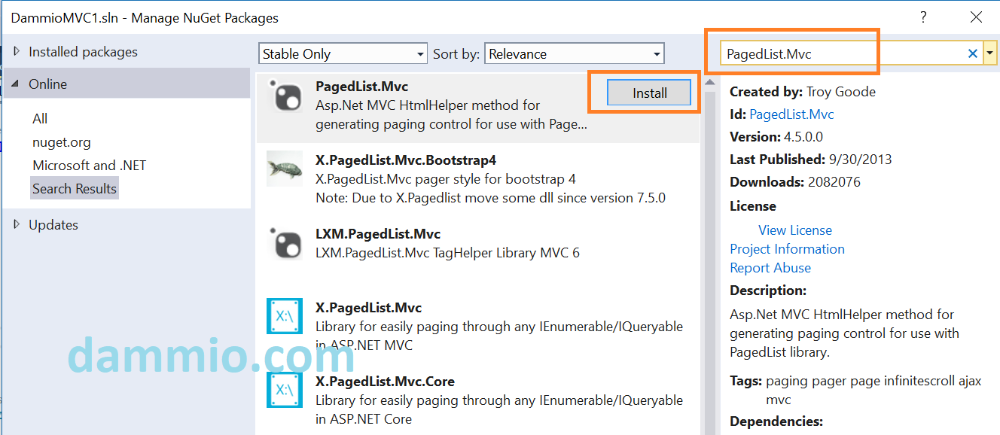 DammioMVC1.sln - Manage NuGet Packages
?
Installed packages
Online
All
nuget.org
Microsoft and .NET
Search Results
Updates
Stable Only
Sort by: Relevance
PagedList.Mvc
Install
Asp.Net MVC HtmlHelper method for
generating paging control for use with Page...
X.PagedList.Mvc.Bootstrap4
X.PagedList.Mvc pager style for bootstrap 4
Note: Due to X.Pagedlist move some dll since version 7.5.0
LXM.PagedList.Mvc
LXM.PagedList.Mvc TagHelper Library MVC 6
X:\
X.PagedList.Mvc
Library for easily paging through any IEnumerable/IQueryable
in ASP.NET MVC
X:\
X.PagedList.Mvc.Core
Library for easily paging through any IEnumerable/IQueryable
in ASP.NET Core
dammio.com
PagedList.Mvc
Created by: Troy Goode
Id: PagedList.Mvc
Version: 4.5.0.0
Last Published: 9/30/2013
Downloads: 2082076
License
View License
Project Information
Report Abuse
Description:
Asp.Net MVC HtmlHelper method for
generating paging control for use with
PagedList library.
Tags: paging pager page infinitescroll ajax
mvc
Dependencies: